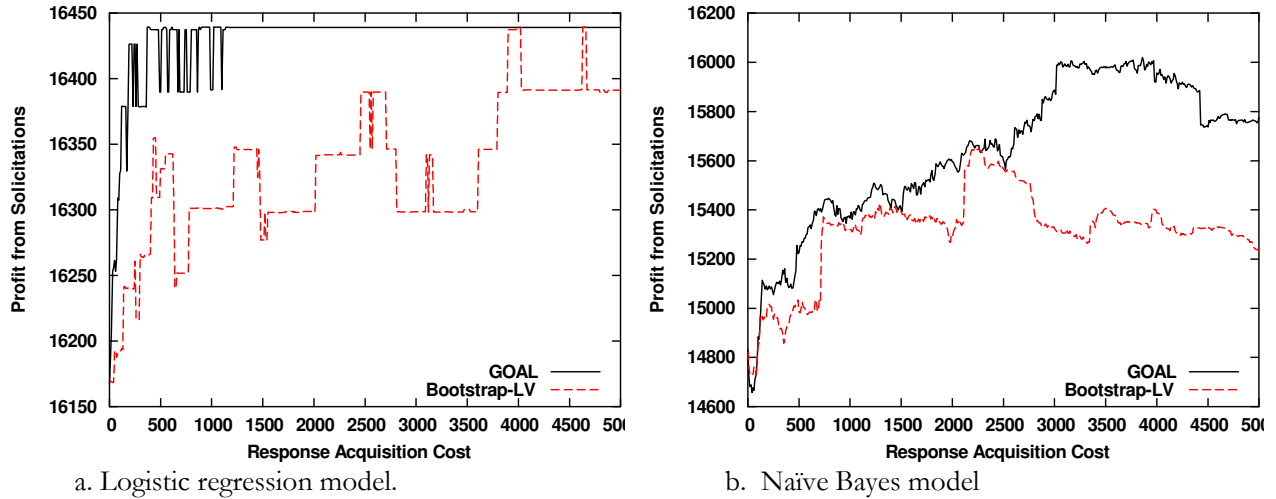 16450
16400
16350
16300
16250
16200
16150
Profit from Solicitations
GOAL
Bootstrap-LV
0 500 1000 1500 2000 2500 3000 3500 4000 4500 500
Response Acquisition Cost
a. Logistic regression model.
16200
16000
15800
15600
15400
15200
15000
14800
14600
Profit from Solicitations
GOAL
Bootstrap-LV
0 500 1000 1500 2000 2500 3000 3500 4000 4500 500
Response Acquisition Cost
b. Naïve Bayes model